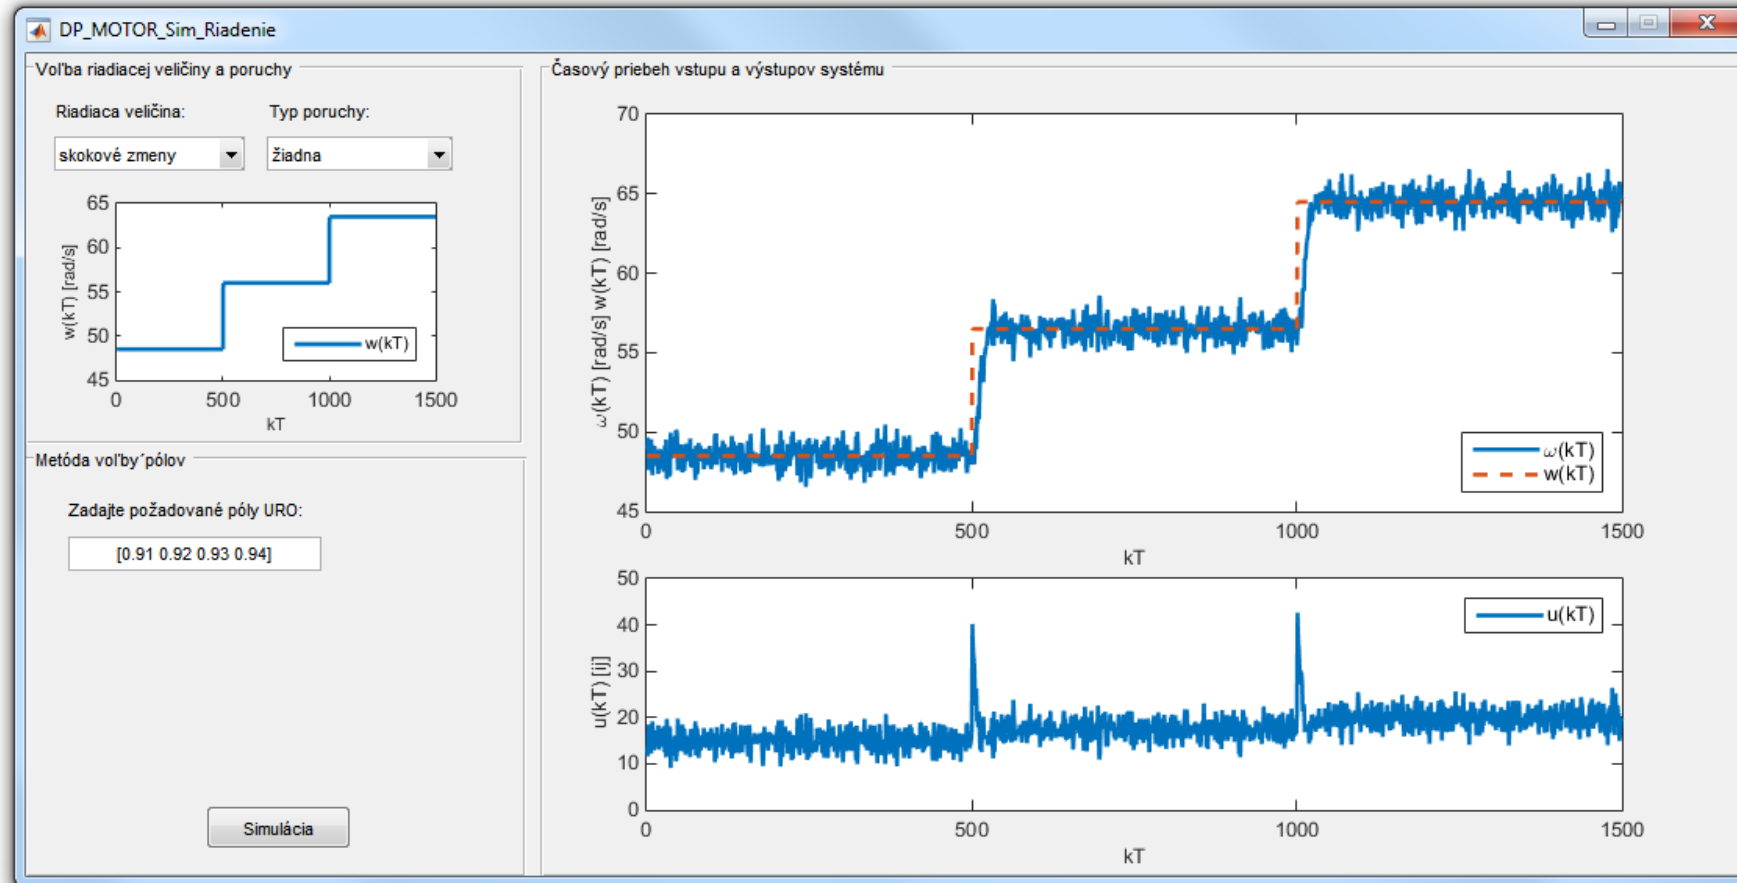 DP_MOTOR_Sim_Riadenie
Voľba riadiacej veličiny a poruchy
Riadiaca veličina:
Typ poruchy:
skokové zmeny
žiadna
65
60
55
50
45
w(kT) [rad/s]
w(kT)
0 500 1000 1500
kT
Metóda voľby´pólov
Zadajte požadované póly URO:
[0.91 0.92 0.93 0.94]
Simulácia
Časový priebeh vstupu a výstupov systému
70
65
60
55
50
45
ω(kT) [rad/s] w(kT) [rad/s]
ω(kT)
w(kT)
0 500 1000 1500
kT
50
40
30
20
10
0
u(kT) [ij]
u(kT)
0 500 1000 1500
kT